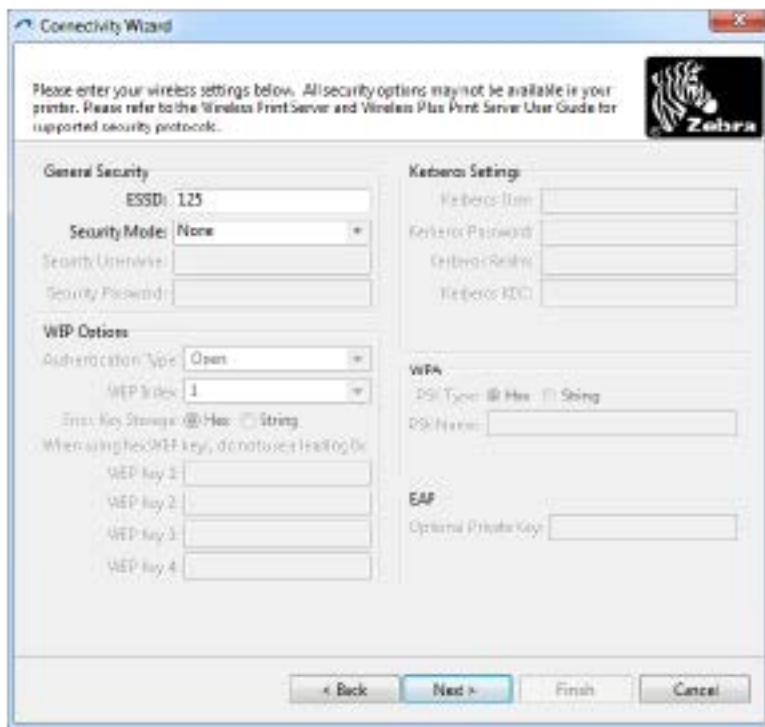 Connectivity Wizard
Please enter your wireless settings below. All security options may not be available in your
printer. Please refer to the Wireless Print Server and Wireless Plus Print Server User Guide for
supported security protocols.
Zebra
General Security
ESSID: 125
Security Mode: None
Security Username:
Security Password:
WEP Options
Authentication Type: Open
WEP Index: 1
Encr. Key Storage: Hex String
When using hex WEP keys, do not use a leading 0x
WEP Key 1:
WEP Key 2:
WEP Key 3:
WEP Key 4:
Kerberos Settings
Kerberos User:
Kerberos Password:
Kerberos Realm:
Kerberos KDC:
WPA
PSK Type: Hex String
PSK Name:
EAP
Optional Private Key:
< Back
Next >
Finish
Cancel